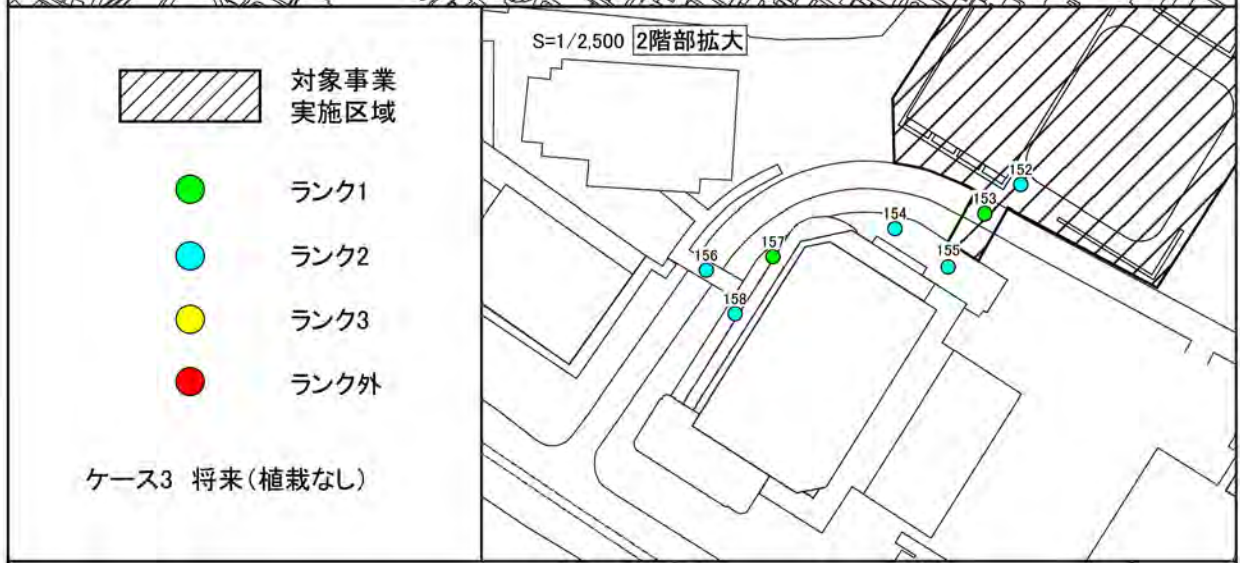 対象事業
実施区域
ランク1
ランク2
ランク3
ランク外
ケース3 将来(植栽なし)
S=1/2,500 2階部拡大
152
153
154
155
157
156
158